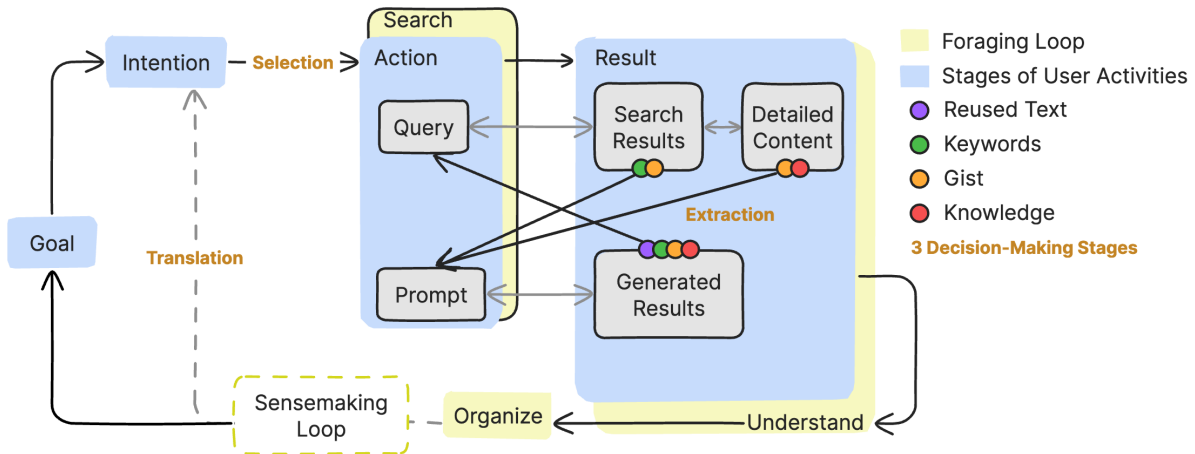 Search
Intention
Selection
Action
Result
Query
Search
Results
Detailed
Content
Extraction
Goal
Translation
Prompt
Generated
Results
Sensemaking
Loop
Organize
Understand
Foraging Loop
Stages of User Activities
Reused Text
Keywords
Gist
Knowledge
3 Decision-Making Stages